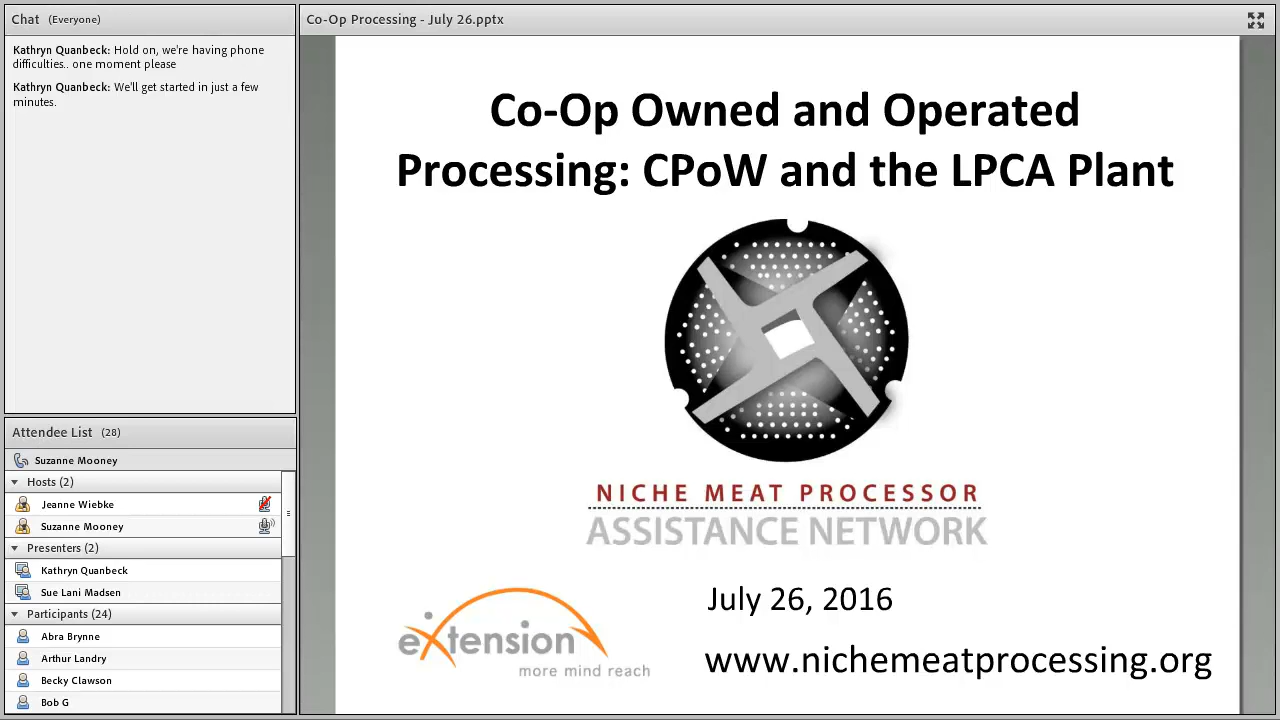 Chat (Everyone)
Kathryn Quanbeck: Hold on, we're having phone
difficulties.. one moment please
Kathryn Quanbeck: We'll get started in just a few
minutes.
Attendee List (28)
Suzanne Mooney
Hosts (2)
Jeanne Wiebke
Suzanne Mooney
Presenters (2)
Kathryn Quanbeck
Sue Lani Madsen
Participants (24)
Abra Brynne
Arthur Landry
Becky Clawson
Bob G
Co-Op Processing - July 26.pptx
Co-Op Owned and Operated
Processing: CPoW and the LPCA Plant
NICHE MEAT PROCESSOR
ASSISTANCE NETWORK
eXtension
more mind reach
July 26, 2016
www.nichemeatprocessing.org